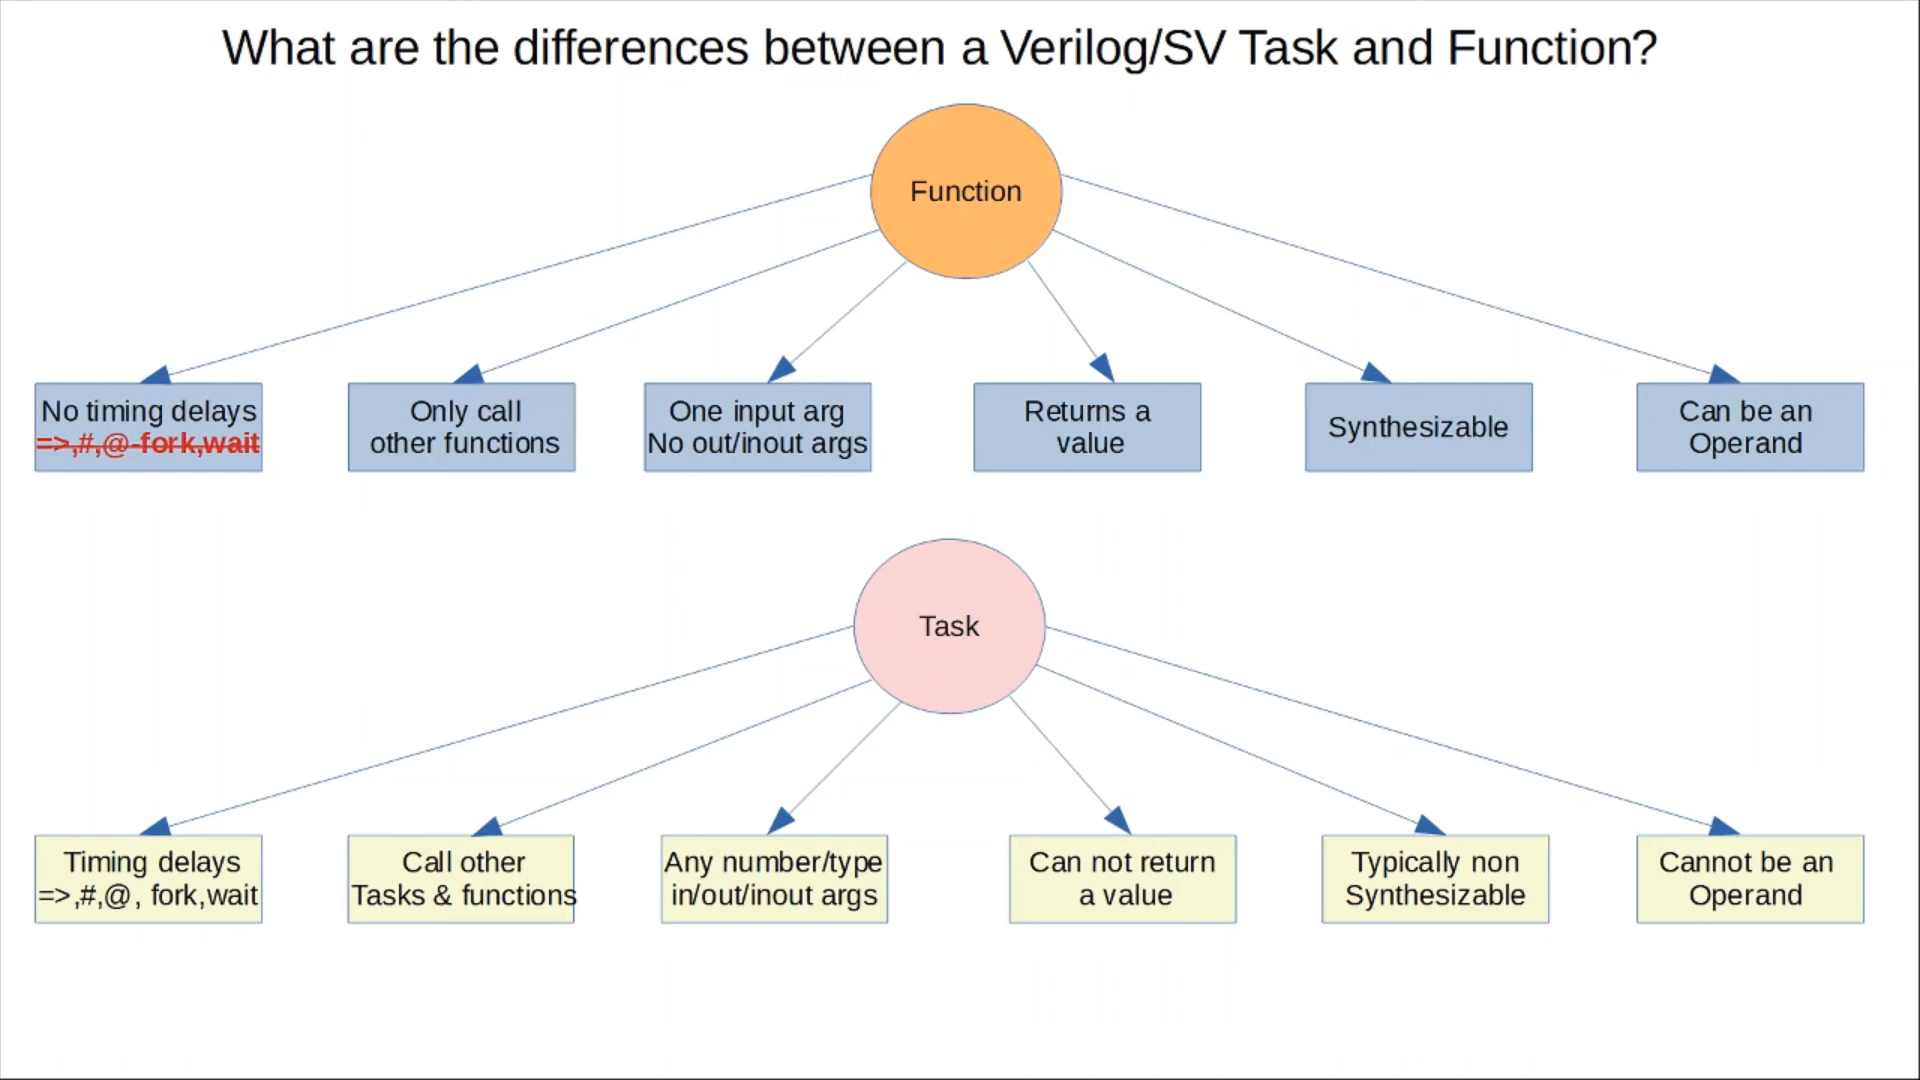 What are the differences between a Verilog/SV Task and Function?
Function
No timing delays
=>,#,@-fork,wait
Only call
other functions
One input arg
No out/inout args
Returns a
value
Synthesizable
Can be an
Operand
Task
Timing delays
=>,#,@, fork,wait
Call other
Tasks & functions
Any number/type
in/out/inout args
Can not return
a value
Typically non
Synthesizable
Cannot be an
Operand